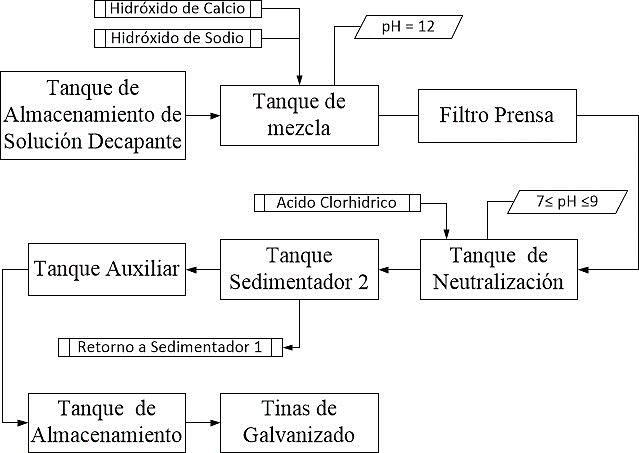 Hidróxido de Calcio
Hidróxido de Sodio
pH = 12
Tanque de
Almacenamiento de
Solución Decapante
Tanque de
mezcla
Filtro Prensa
Acido Clorhidrico
7≤ pH ≤9
Tanque Auxiliar
Tanque
Sedimentador 2
Tanque de
Neutralización
Retorno a Sedimentador 1
Tanque de
Almacenamiento
Tinas de
Galvanizado